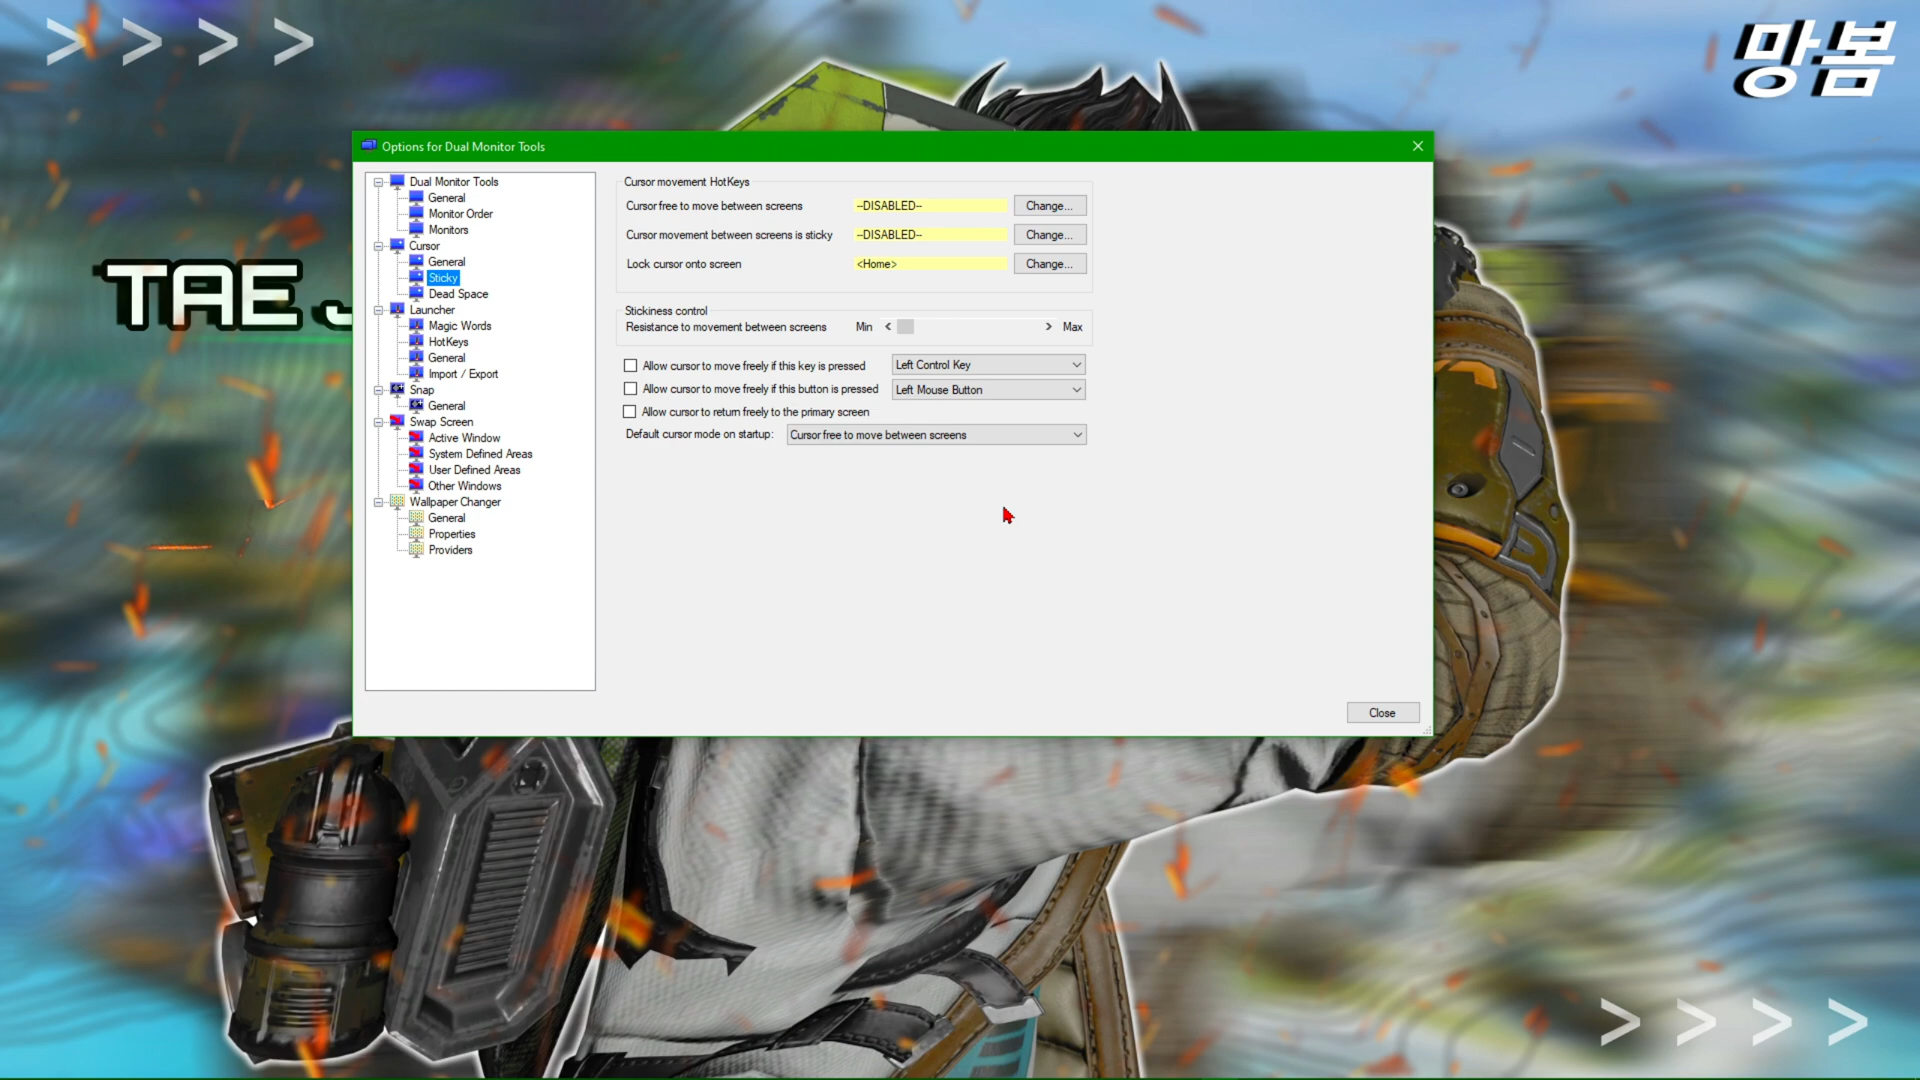 망봄
TAE J
Options for Dual Monitor Tools
Dual Monitor Tools
General
Monitor Order
Monitors
Cursor
General
Sticky
Dead Space
Launcher
Magic Words
HotKeys
General
Import / Export
Snap
General
Swap Screen
Active Window
System Defined Areas
User Defined Areas
Other Windows
Wallpaper Changer
General
Properties
Providers
Cursor movement HotKeys
Cursor free to move between screens --DISABLED-- Change...
Cursor movement between screens is sticky --DISABLED-- Change...
Lock cursor onto screen <Home> Change...
Stickiness control
Resistance to movement between screens Min Max
Allow cursor to move freely if this key is pressed Left Control Key
Allow cursor to move freely if this button is pressed Left Mouse Button
Allow cursor to return freely to the primary screen
Default cursor mode on startup: Cursor free to move between screens
Close